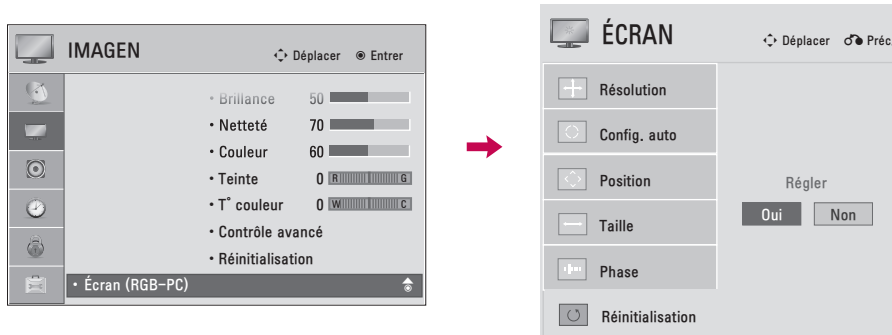 IMAGEN
Déplacer Entrer
• Brillance 50
• Netteté 70
• Couleur 60
• Teinte 0 R G
• T° couleur 0 W C
• Contrôle avancé
• Réinitialisation
• Écran (RGB-PC)
ÉCRAN
Déplacer Préc
Résolution
Config. auto
Position
Taille
Phase
Réinitialisation
Régler
Oui Non